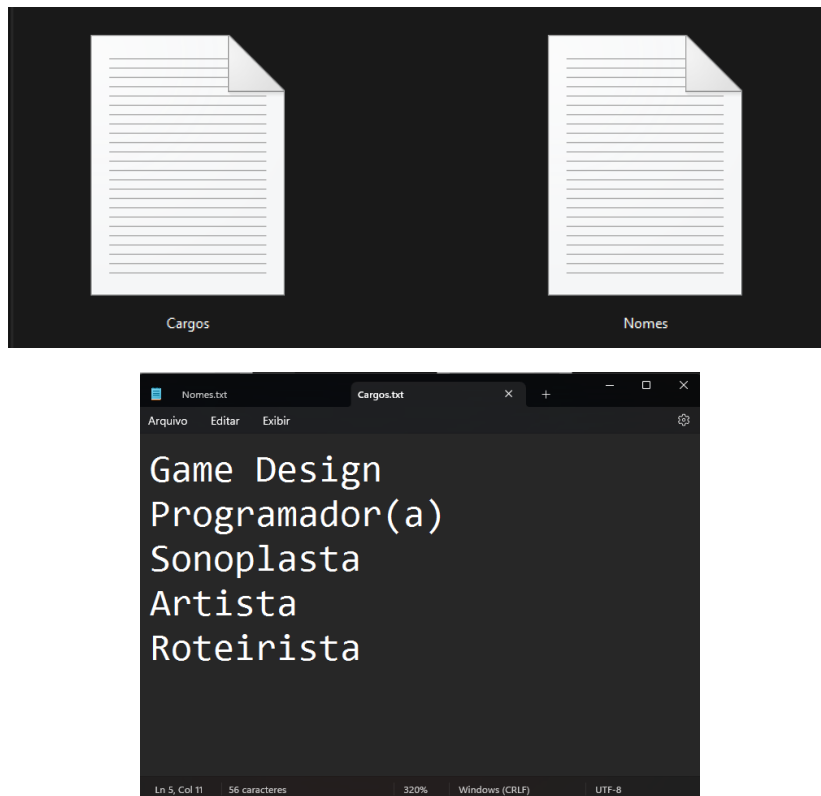 Cargos
Nomes
Nomes.txt
Cargos.txt
Arquivo Editar Exibir
Game Design
Programador(a)
Sonoplasta
Artista
Roteirista
Ln 5, Col 11 56 caracteres 320% Windows (CRLF) UTF-8